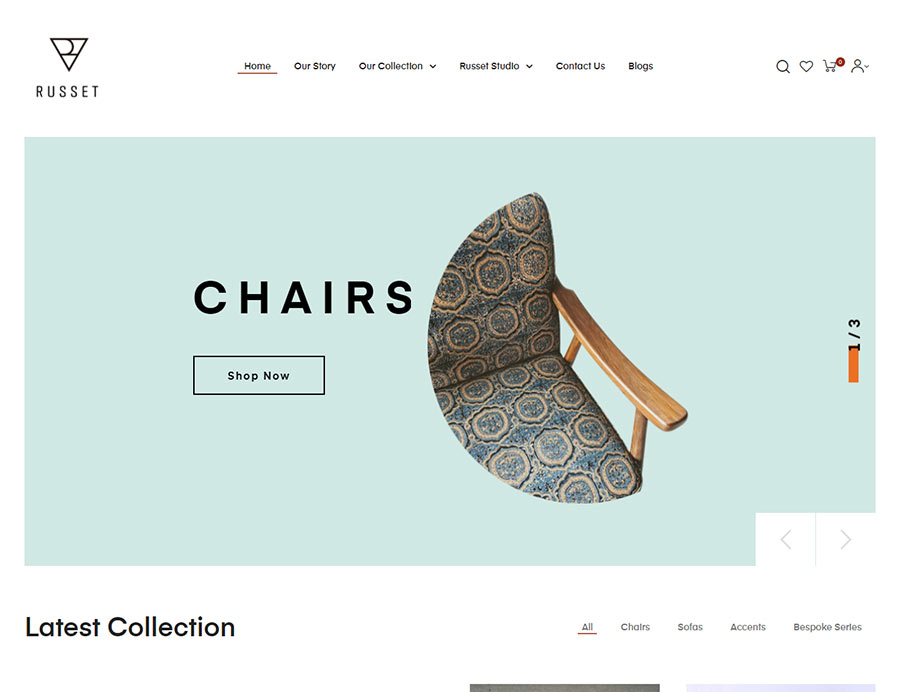 RUSSET
Home Our Story Our Collection Russet Studio Contact Us Blogs
0
CHAIRS
Shop Now
1 / 3
Latest Collection
All Chairs Sofas Accents Bespoke Series